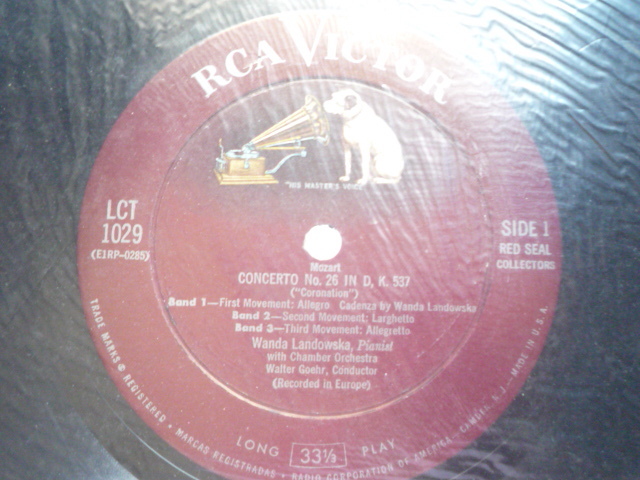 RCA VICTOR
"HIS MASTER'S VOICE"
LCT
1029
(E1RP-0285)
SIDE 1
RED SEAL
COLLECTORS
Mozart
CONCERTO No. 26 IN D, K. 537
("Coronation")
Band 1—First Movement: Allegro Cadenza by Wanda Landowska
Band 2—Second Movement: Larghetto
Band 3—Third Movement: Allegretto
Wanda Landowska, Pianist
with Chamber Orchestra
Walter Goehr, Conductor
(Recorded in Europe)
LONG 33⅓ PLAY
TRADE MARKS ® REGISTERED • MARCAS REGISTRADAS • RADIO CORPORATION OF AMERICA – CAMDEN, N. J. – MADE IN U.S.A.